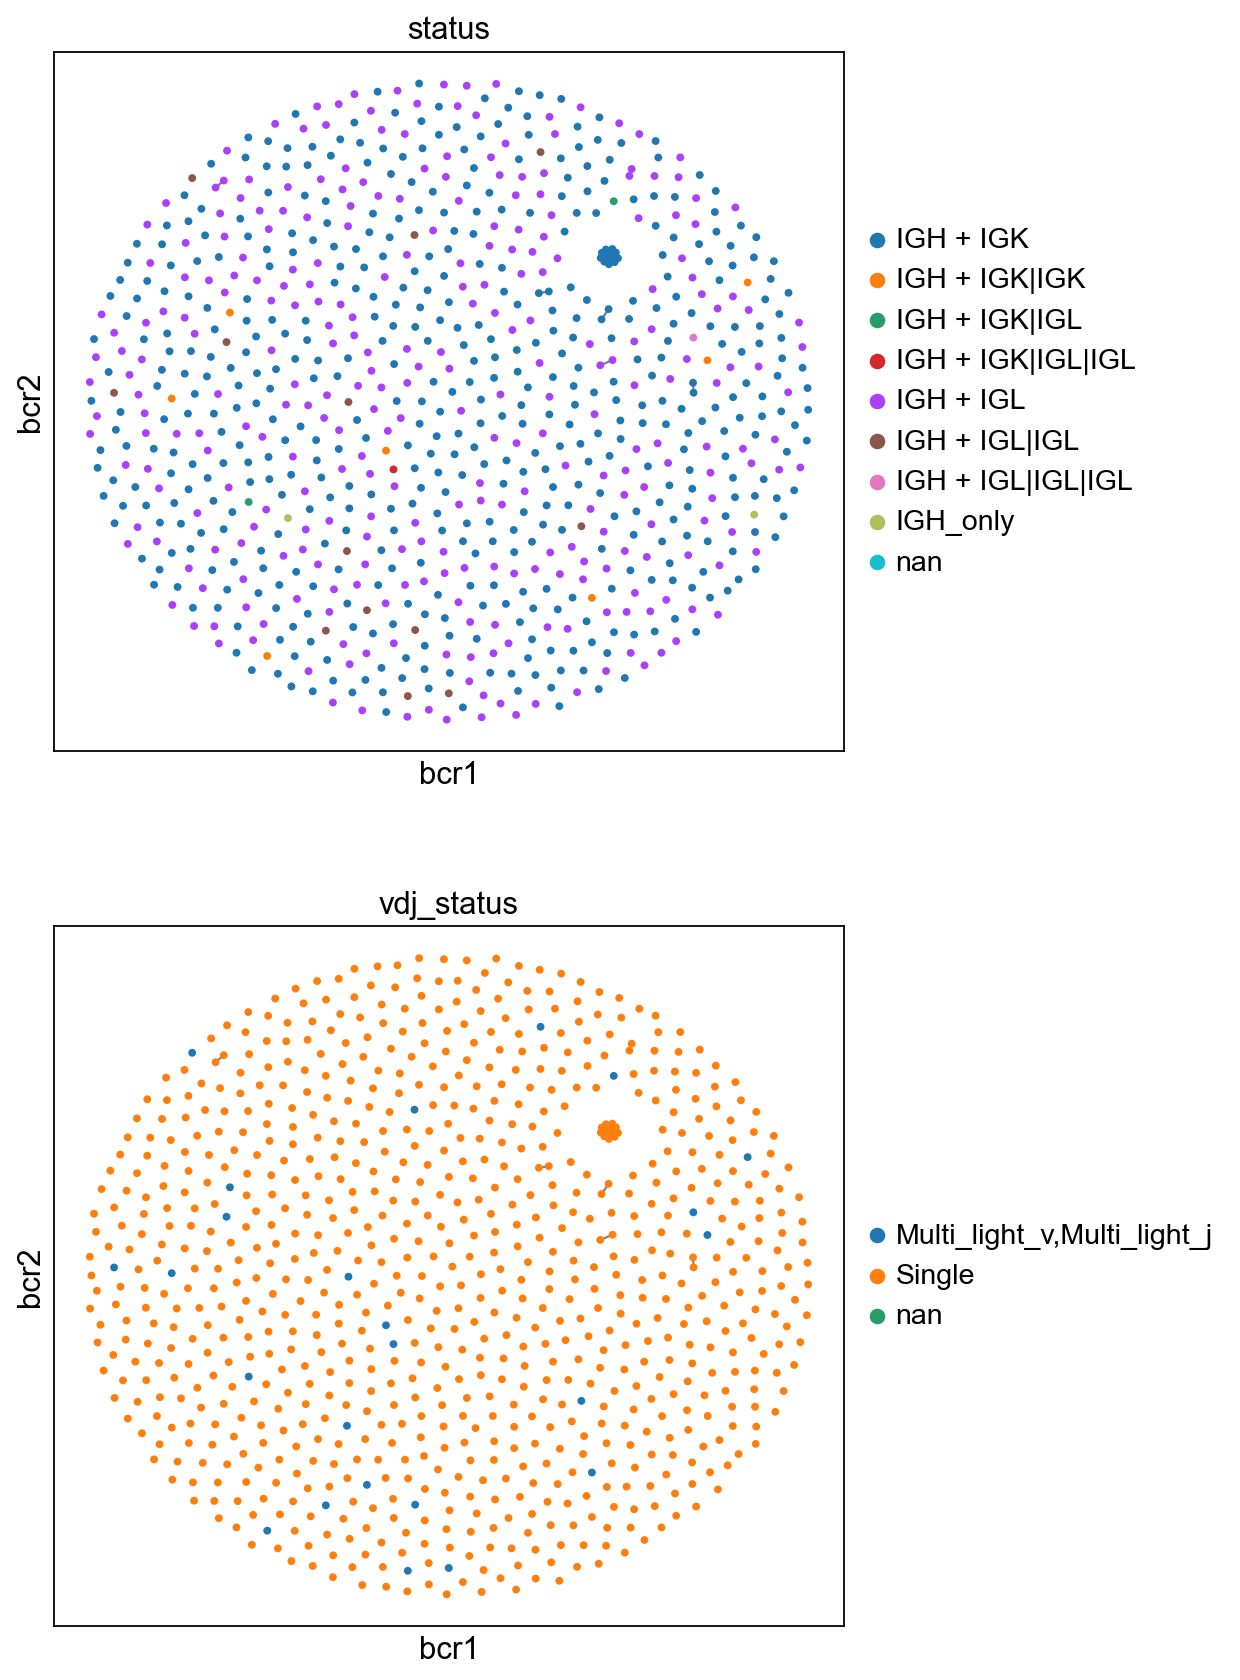 status
bcr2
bcr1
IGH + IGK
IGH + IGK|IGK
IGH + IGK|IGL
IGH + IGK|IGL|IGL
IGH + IGL
IGH + IGL|IGL
IGH + IGL|IGL|IGL
IGH_only
nan
vdj_status
bcr2
bcr1
Multi_light_v,Multi_light_j
Single
nan